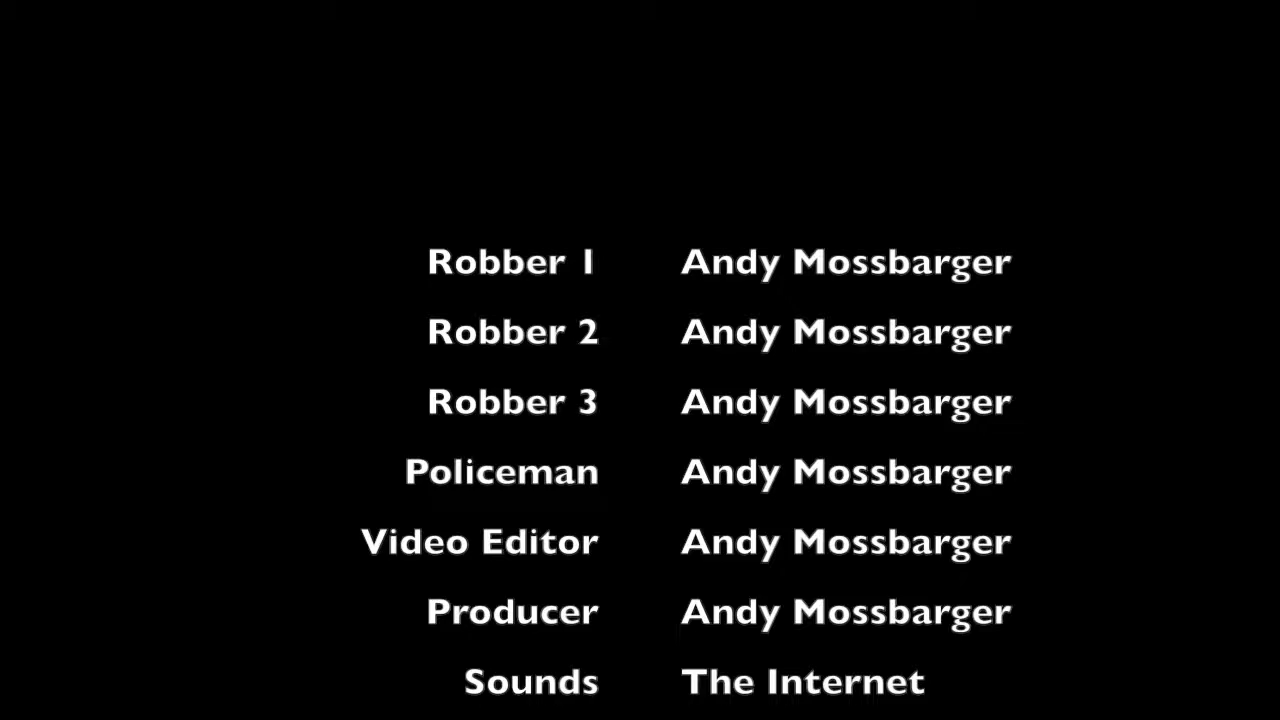 Robber 1 Andy Mossbarger
Robber 2 Andy Mossbarger
Robber 3 Andy Mossbarger
Policeman Andy Mossbarger
Video Editor Andy Mossbarger
Producer Andy Mossbarger
Sounds The Internet